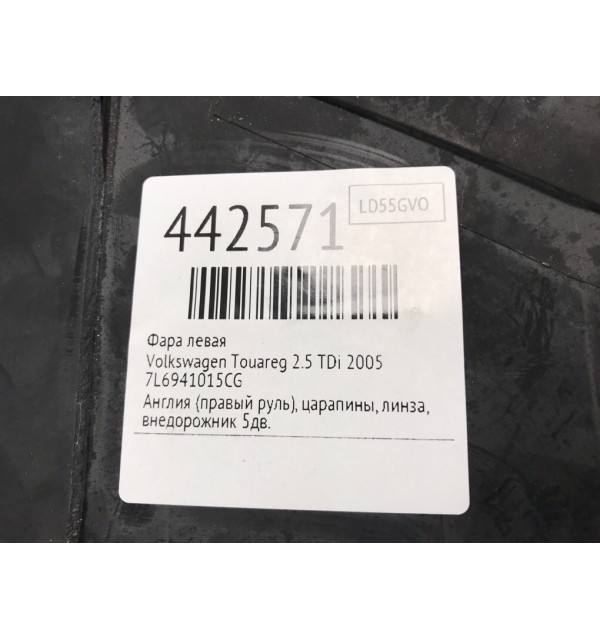 442571
LD55GVO
Фара левая
Volkswagen Touareg 2.5 TDi 2005
7L6941015CG
Англия (правый руль), царапины, линза,
внедорожник 5дв.